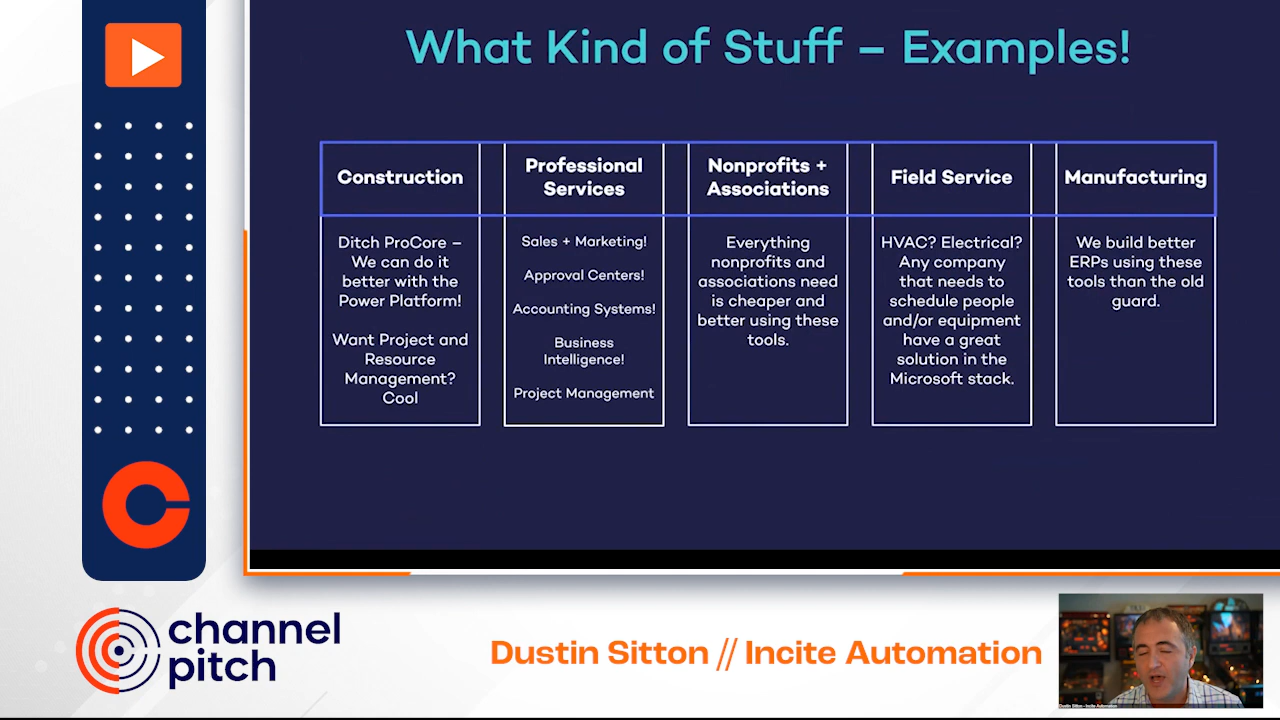 What Kind of Stuff – Examples!
Construction
Ditch ProCore –
We can do it
better with the
Power Platform!
Want Project and
Resource
Management?
Cool
Professional
Services
Sales + Marketing!
Approval Centers!
Accounting Systems!
Business
Intelligence!
Project Management
Nonprofits +
Associations
Everything
nonprofits and
associations need
is cheaper and
better using these
tools.
Field Service
HVAC? Electrical?
Any company
that needs to
schedule people
and/or equipment
have a great
solution in the
Microsoft stack.
Manufacturing
We build better
ERPs using these
tools than the old
guard.
channel
pitch
Dustin Sitton // Incite Automation
Dustin Sitton - Incite Automation